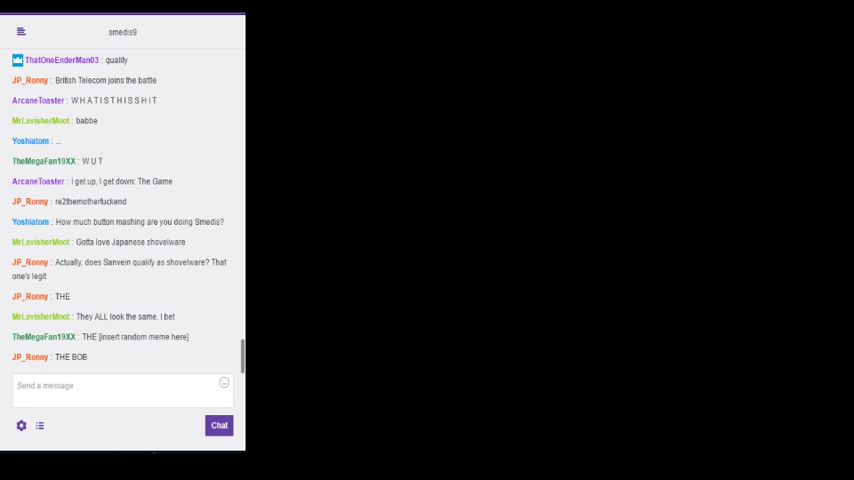 smedis9
ThatOneEnderMan03 : quality
JP_Ronny : British Telecom joins the battle
ArcaneToaster : W H A T I S T H I S S H I T
MrLavisherMoot : babbe
Yoshiatom : ...
TheMegaFan19XX : W U T
ArcaneToaster : I get up, I get down: The Game
JP_Ronny : re2themotherfuckend
Yoshiatom : How much button mashing are you doing Smedis?
MrLavisherMoot : Gotta love Japanese shovelware
JP_Ronny : Actually, does Sanvein qualify as shovelware? That
one's legit
JP_Ronny : THE
MrLavisherMoot : They ALL look the same, I bet
TheMegaFan19XX : THE [insert random meme here]
JP_Ronny : THE BOB
Send a message
Chat